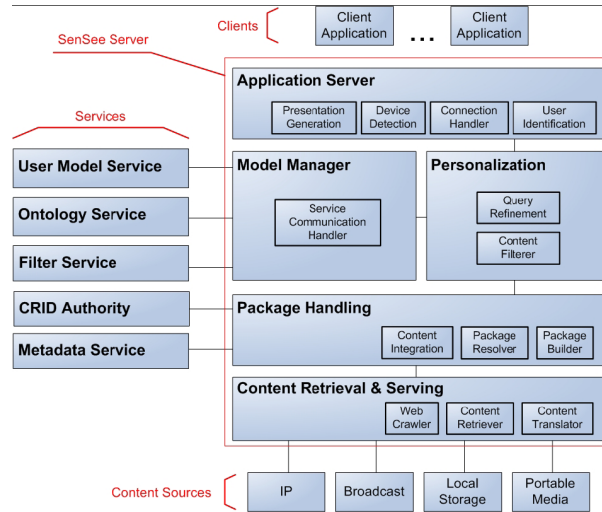 Clients
Client
Application
...
Client
Application
SenSee Server
Application Server
Presentation
Generation
Device
Detection
Connection
Handler
User
Identification
Services
User Model Service
Ontology Service
Filter Service
CRID Authority
Metadata Service
Model Manager
Service
Communication
Handler
Personalization
Query
Refinement
Content
Filterer
Package Handling
Content
Integration
Package
Resolver
Package
Builder
Content Retrieval & Serving
Web
Crawler
Content
Retriever
Content
Translator
Content Sources
IP
Broadcast
Local
Storage
Portable
Media